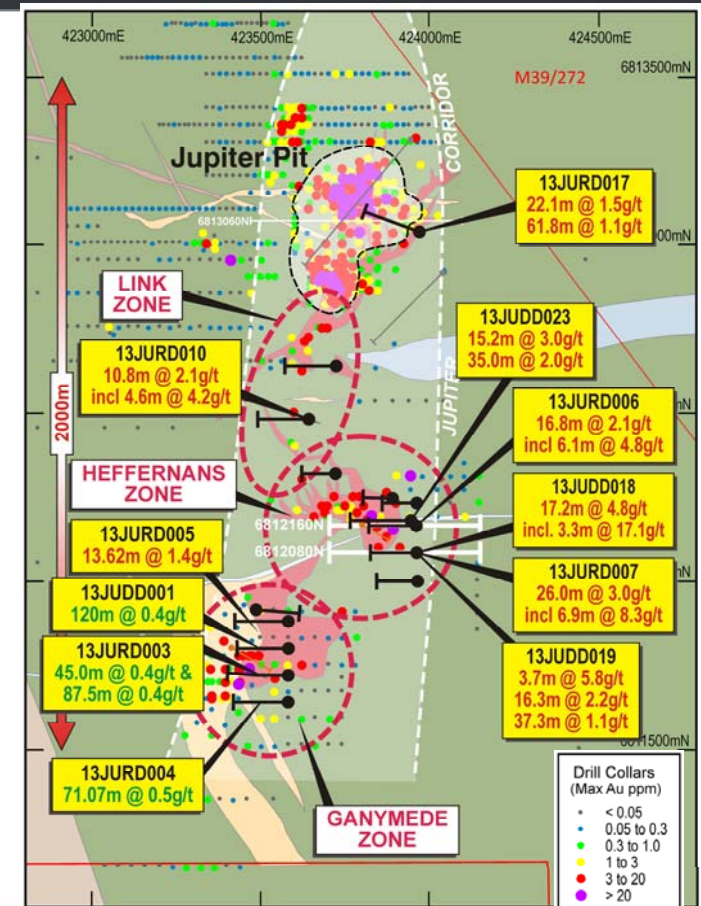 423000mE
423500mE
424000mE
424500mE
M39/272
6813500mN
CORRIDOR
Jupiter Pit
13JURD017
22.1m @ 1.5g/t
61.8m @ 1.1g/t
6813060N
000mN
LINK
ZONE
13JUDD023
15.2m @ 3.0g/t
35.0m @ 2.0g/t
13JURD010
10.8m @ 2.1g/t
incl 4.6m @ 4.2g/t
JUPITER
mN
2000m
13JURD006
16.8m @ 2.1g/t
incl 6.1m @ 4.8g/t
HEFFERNANS
ZONE
13JUDD018
17.2m @ 4.8g/t
incl. 3.3m @ 17.1g/t
6812160N
6812080N
13JURD005
13.62m @ 1.4g/t
mN
13JURD007
26.0m @ 3.0g/t
incl 6.9m @ 8.3g/t
13JUDD001
120m @ 0.4g/t
13JURD003
45.0m @ 0.4g/t &
87.5m @ 0.4g/t
13JUDD019
3.7m @ 5.8g/t
16.3m @ 2.2g/t
37.3m @ 1.1g/t
6811500mN
13JURD004
71.07m @ 0.5g/t
GANYMEDE
ZONE
Drill Collars
(Max Au ppm)
< 0.05
0.05 to 0.3
0.3 to 1.0
1 to 3
3 to 20
> 20